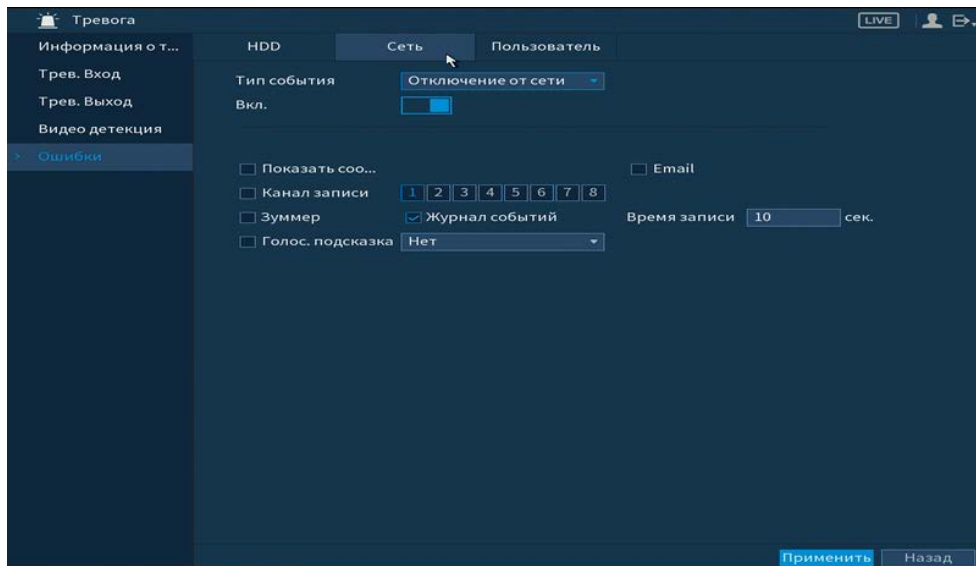 Тревога LIVE
Информация о т... HDD Сеть Пользователь
Трев. Вход Тип события Отключение от сети
Трев. Выход Вкл.
Видео детекция
Ошибки
Показать соо... Email
Канал записи 1 2 3 4 5 6 7 8
Зуммер Журнал событий Время записи 10 сек.
Голос. подсказка Нет
Применить Назад